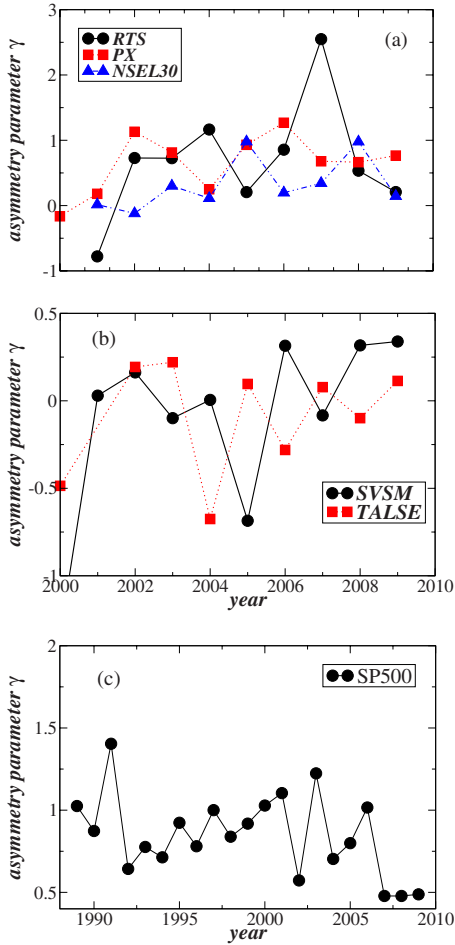 3
2
1
0
-1
asymmetry parameter γ
RTS
PX
NSEL30
(a)
0.5
0
-0.5
-1
asymmetry parameter γ
(b)
SVSM
TALSE
2000 2002 2004 2006 2008 2010
year
2
1.5
1
0.5
asymmetry parameter γ
(c)
SP500
1990 1995 2000 2005 2010
year